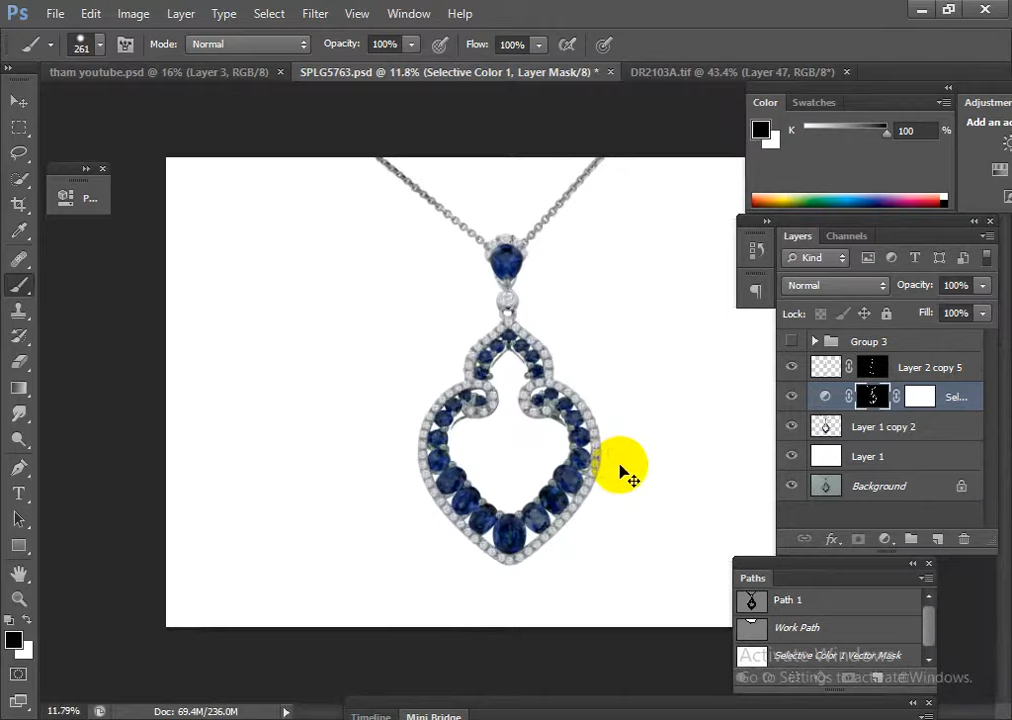 Ps File Edit Image Layer Type Select Filter View Window Help
261 Mode: Normal Opacity: 100% Flow: 100%
tham youtube.psd @ 16% (Layer 3, RGB/8) × SPLG5763.psd @ 11.8% (Selective Color 1, Layer Mask/8) * × DR2103A.tif @ 43.4% (Layer 47, RGB/8*) ×
Color Swatches
Adjustmen
Add an ad
K 100 %
P...
Layers Channels
Kind T
Normal Opacity: 100%
Lock: Fill: 100%
Group 3
Layer 2 copy 5
Sel...
Layer 1 copy 2
Layer 1
Background
fx
Paths
Path 1
Work Path
Selective Color 1 Vector Mask
Activate Windows
Go to Settings to activate Windows.
11.79% Doc: 69.4M/236.0M
Timeline Mini Bridge